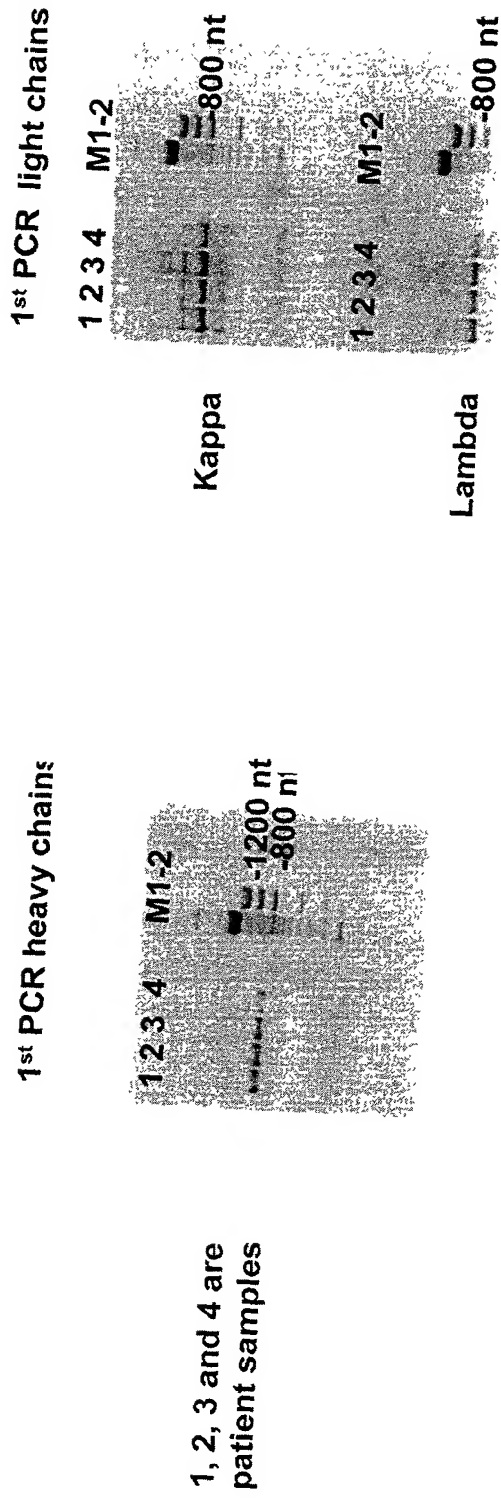 1st PCR light chains
1 2 3 4 M1-2
-800 nt
Kappa
1 2 3 4 M1-2
-800 nt
Lambda
1st PCR heavy chains
1 2 3 4 M1-2
-1200 nt
-800 nt
1, 2, 3 and 4 are
patient samples